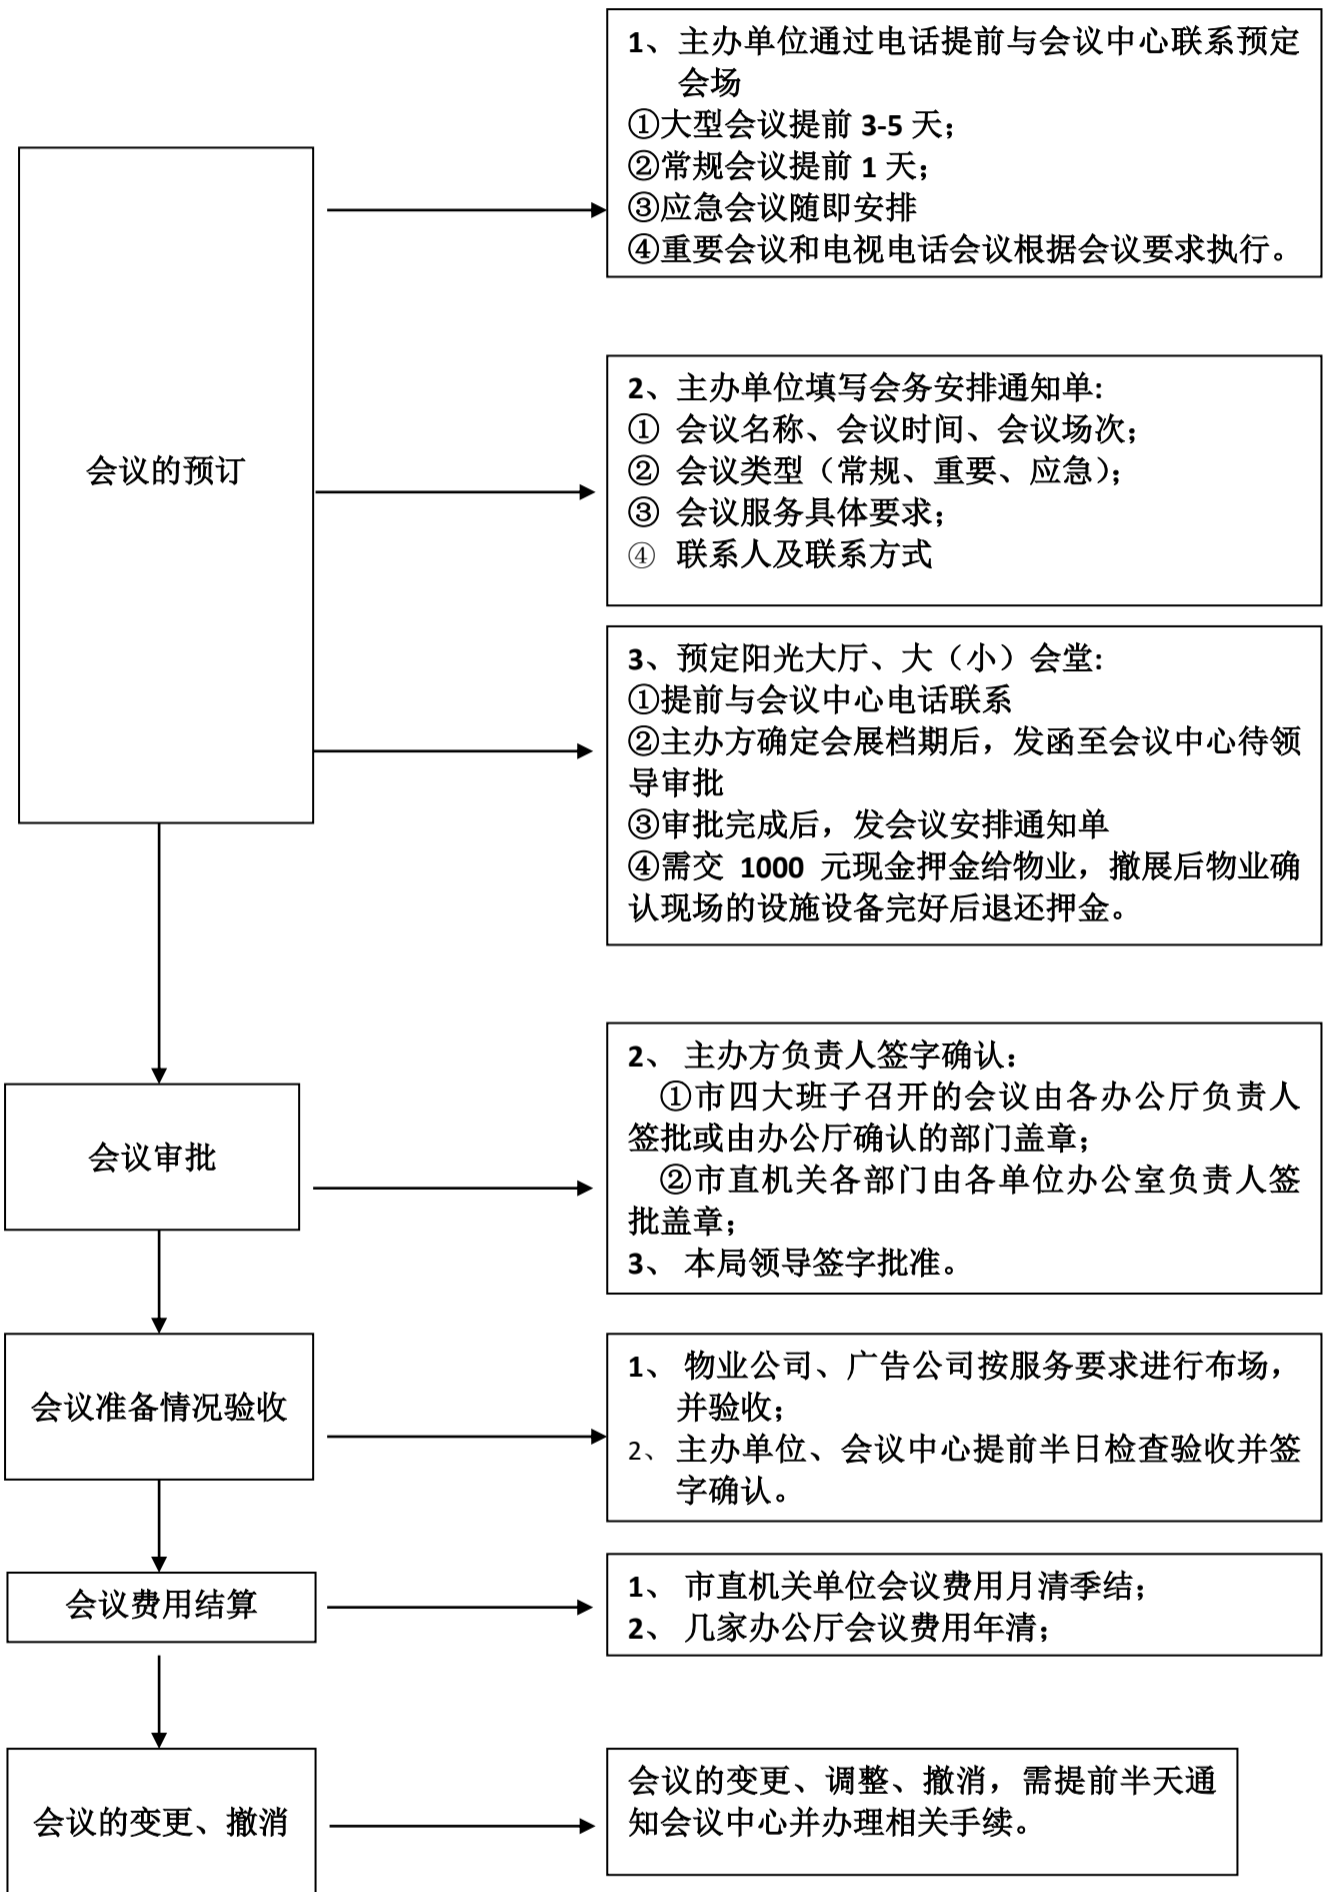 1、主办单位通过电话提前与会议中心联系预定
会场
①大型会议提前 3-5 天；
②常规会议提前 1 天；
③应急会议随即安排
④重要会议和电视电话会议根据会议要求执行。
会议的预订
2、主办单位填写会务安排通知单:
① 会议名称、会议时间、会议场次；
② 会议类型（常规、重要、应急）；
③ 会议服务具体要求；
④ 联系人及联系方式
3、预定阳光大厅、大（小）会堂:
①提前与会议中心电话联系
②主办方确定会展档期后，发函至会议中心待领
导审批
③审批完成后，发会议安排通知单
④需交 1000 元现金押金给物业，撤展后物业确
认现场的设施设备完好后退还押金。
会议审批
2、 主办方负责人签字确认：
①市四大班子召开的会议由各办公厅负责人
签批或由办公厅确认的部门盖章；
②市直机关各部门由各单位办公室负责人签
批盖章；
3、 本局领导签字批准。
会议准备情况验收
1、 物业公司、广告公司按服务要求进行布场，
并验收；
2、 主办单位、会议中心提前半日检查验收并签
字确认。
会议费用结算
1、 市直机关单位会议费用月清季结；
2、 几家办公厅会议费用年清；
会议的变更、撤消
会议的变更、调整、撤消，需提前半天通
知会议中心并办理相关手续。